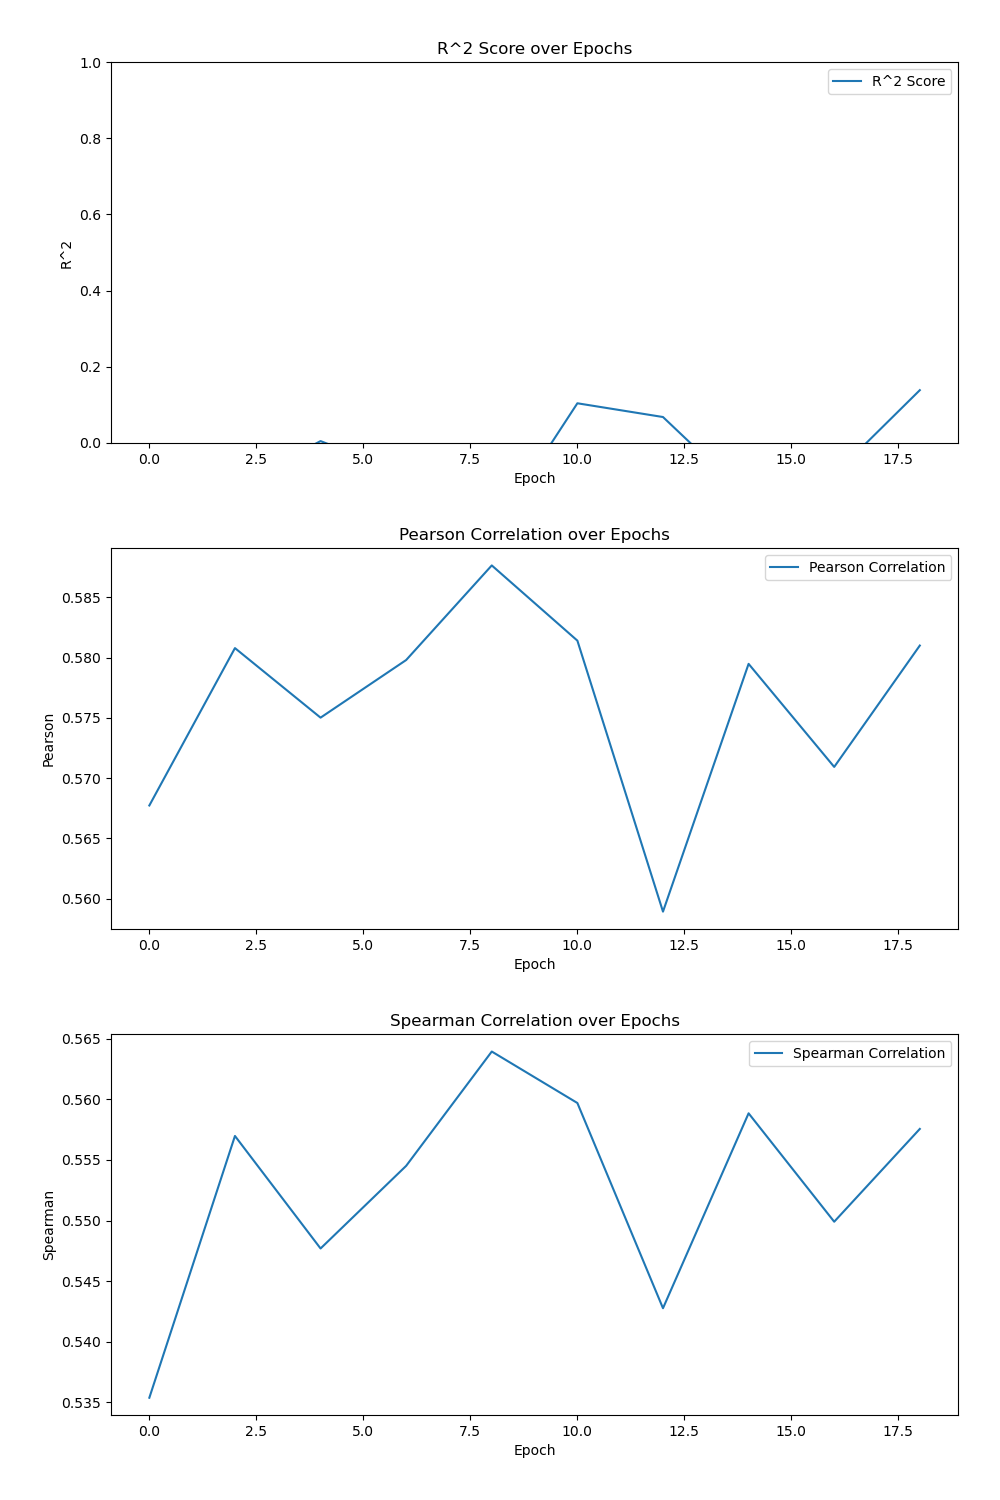 R^2 Score over Epochs
R^2 Score
1.0
0.8
0.6
0.4
0.2
0.0
R^2
0.0 2.5 5.0 7.5 10.0 12.5 15.0 17.5
Epoch
Pearson Correlation over Epochs
Pearson Correlation
0.585
0.580
0.575
0.570
0.565
0.560
Pearson
0.0 2.5 5.0 7.5 10.0 12.5 15.0 17.5
Epoch
Spearman Correlation over Epochs
Spearman Correlation
0.565
0.560
0.555
0.550
0.545
0.540
0.535
Spearman
0.0 2.5 5.0 7.5 10.0 12.5 15.0 17.5
Epoch